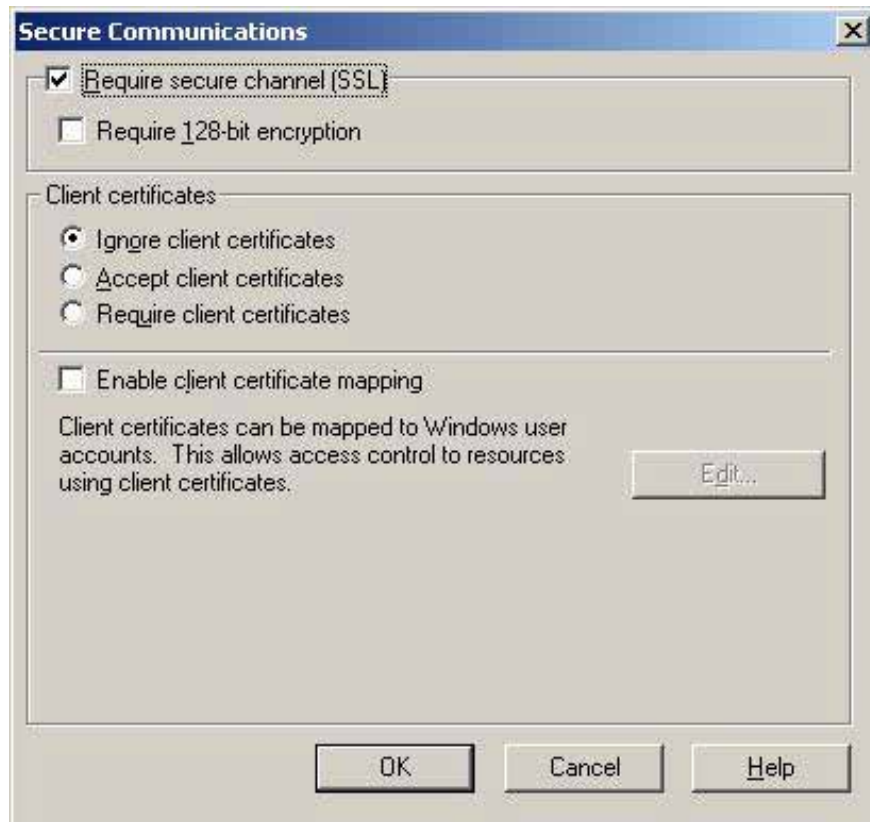 Secure Communications
Require secure channel (SSL)
Require 128-bit encryption
Client certificates
Ignore client certificates
Accept client certificates
Require client certificates
Enable client certificate mapping
Client certificates can be mapped to Windows user
accounts. This allows access control to resources
using client certificates.
Edit...
OK
Cancel
Help